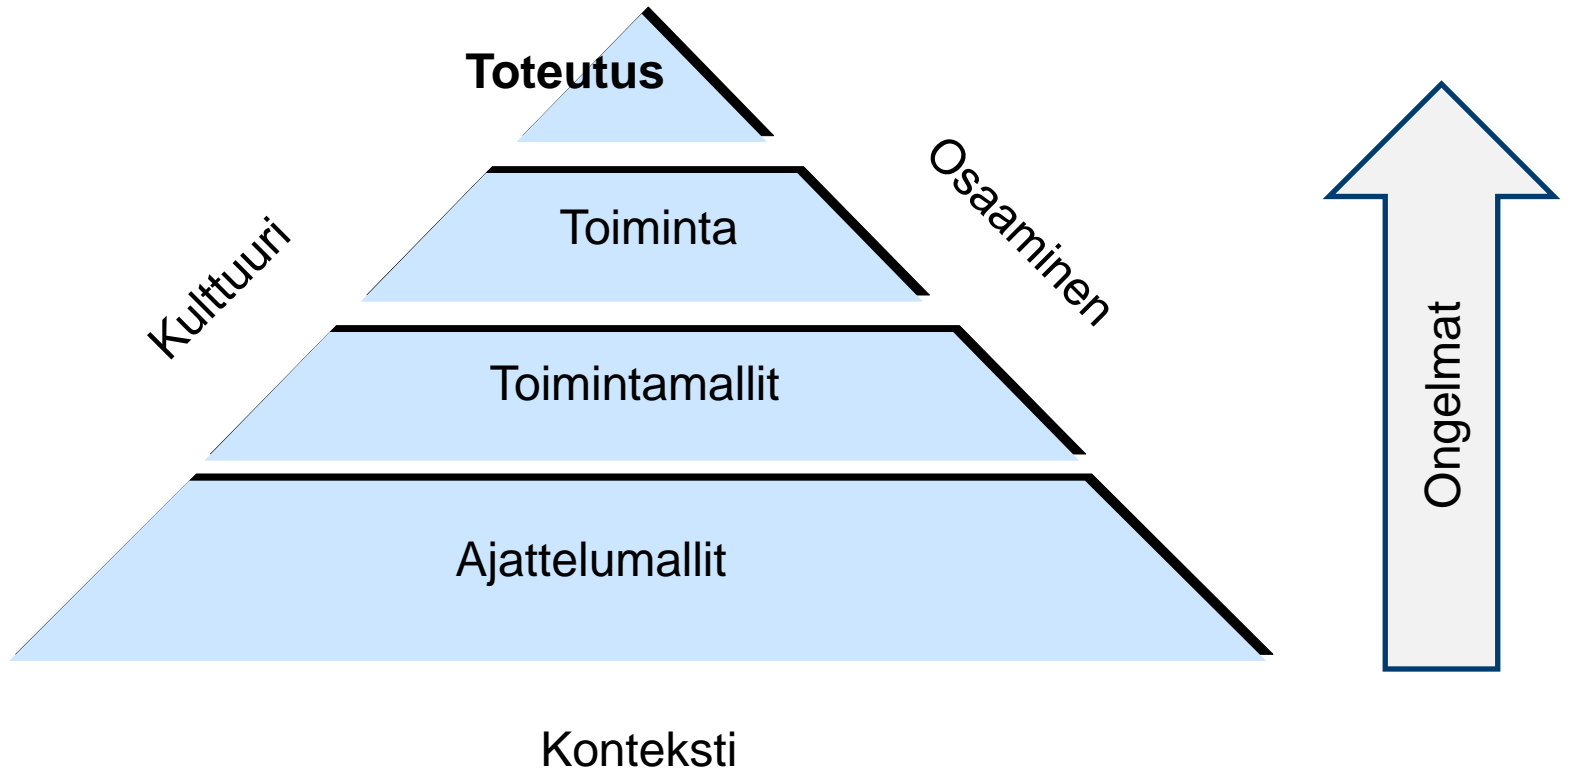 Toteutus
Osaaminen
Toiminta
Kulttuuri
Toimintamallit
Ongelmat
Ajattelumallit
Konteksti